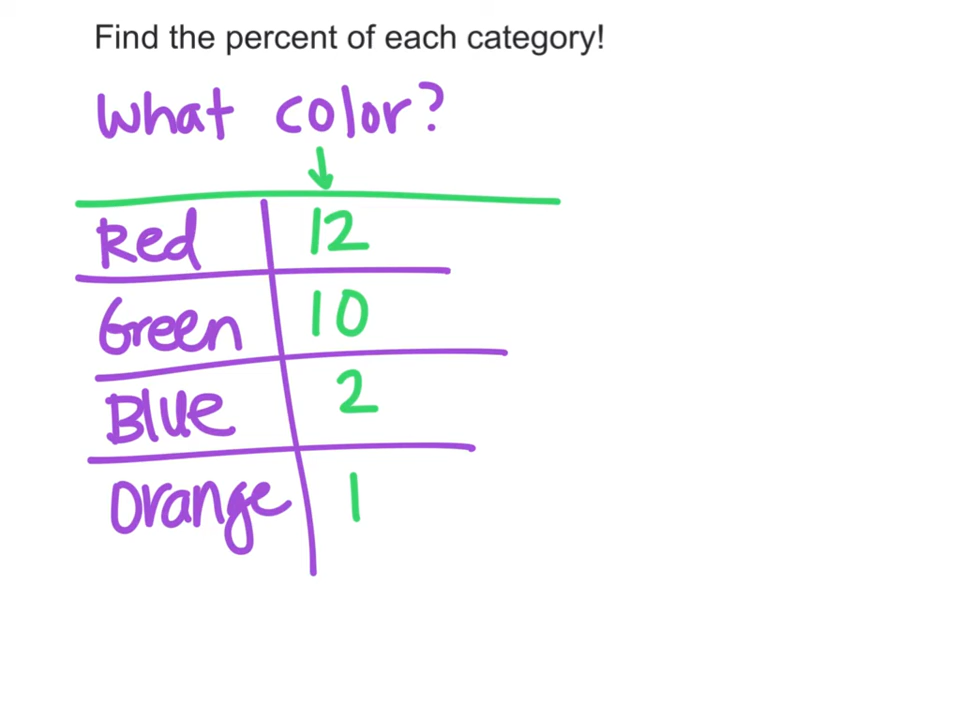 Find the percent of each category!
What color?
Red 12
Green 10
Blue 2
Orange 1